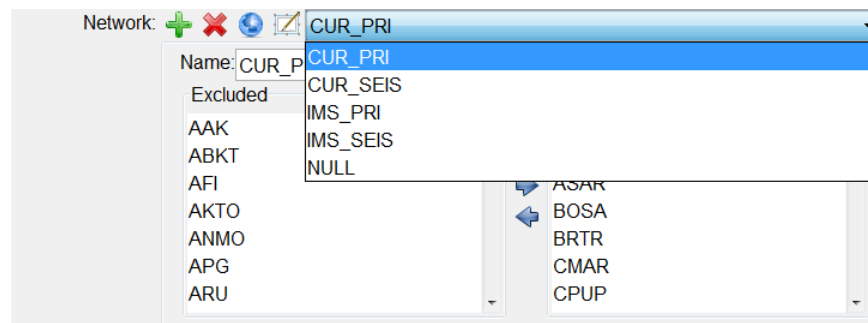 Network: CUR_PRI
CUR_PRI
Name: CUR_P
CUR_SEIS
Excluded
IMS_PRI
AAK
IMS_SEIS
ABKT
NULL
AFI
ASAR
AKTO
BOSA
ANMO
BRTR
APG
CMAR
ARU
CPUP